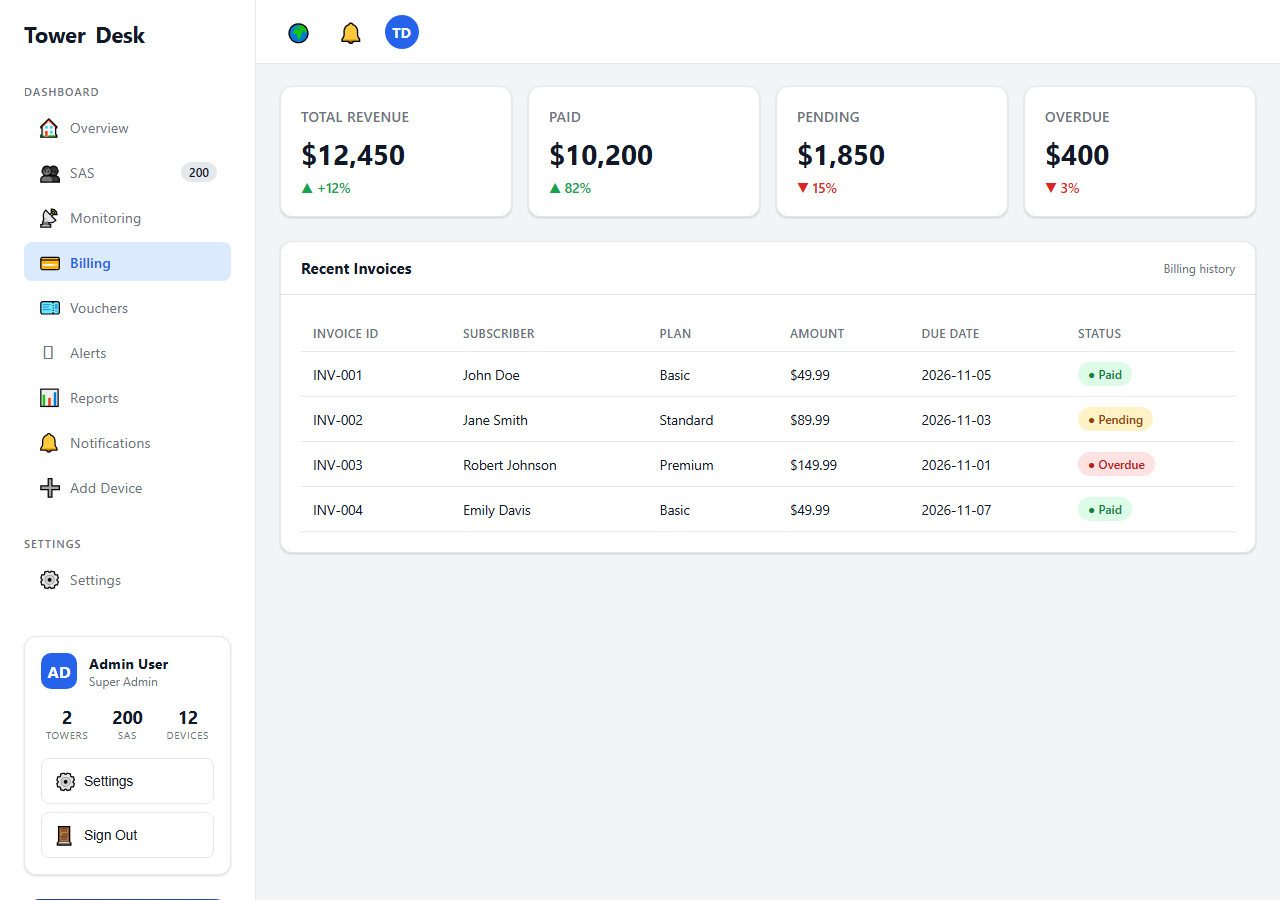 Tower Desk
TD
DASHBOARD
Overview
SAS 200
Monitoring
Billing
Vouchers
Alerts
Reports
Notifications
Add Device
SETTINGS
Settings
AD
Admin User
Super Admin
2 200 12
TOWERS SAS DEVICES
Settings
Sign Out
TOTAL REVENUE
$12,450
▲ +12%
PAID
$10,200
▲ 82%
PENDING
$1,850
▼ 15%
OVERDUE
$400
▼ 3%
Recent Invoices Billing history
INVOICE ID SUBSCRIBER PLAN AMOUNT DUE DATE STATUS
INV-001 John Doe Basic $49.99 2026-11-05 ● Paid
INV-002 Jane Smith Standard $89.99 2026-11-03 ● Pending
INV-003 Robert Johnson Premium $149.99 2026-11-01 ● Overdue
INV-004 Emily Davis Basic $49.99 2026-11-07 ● Paid